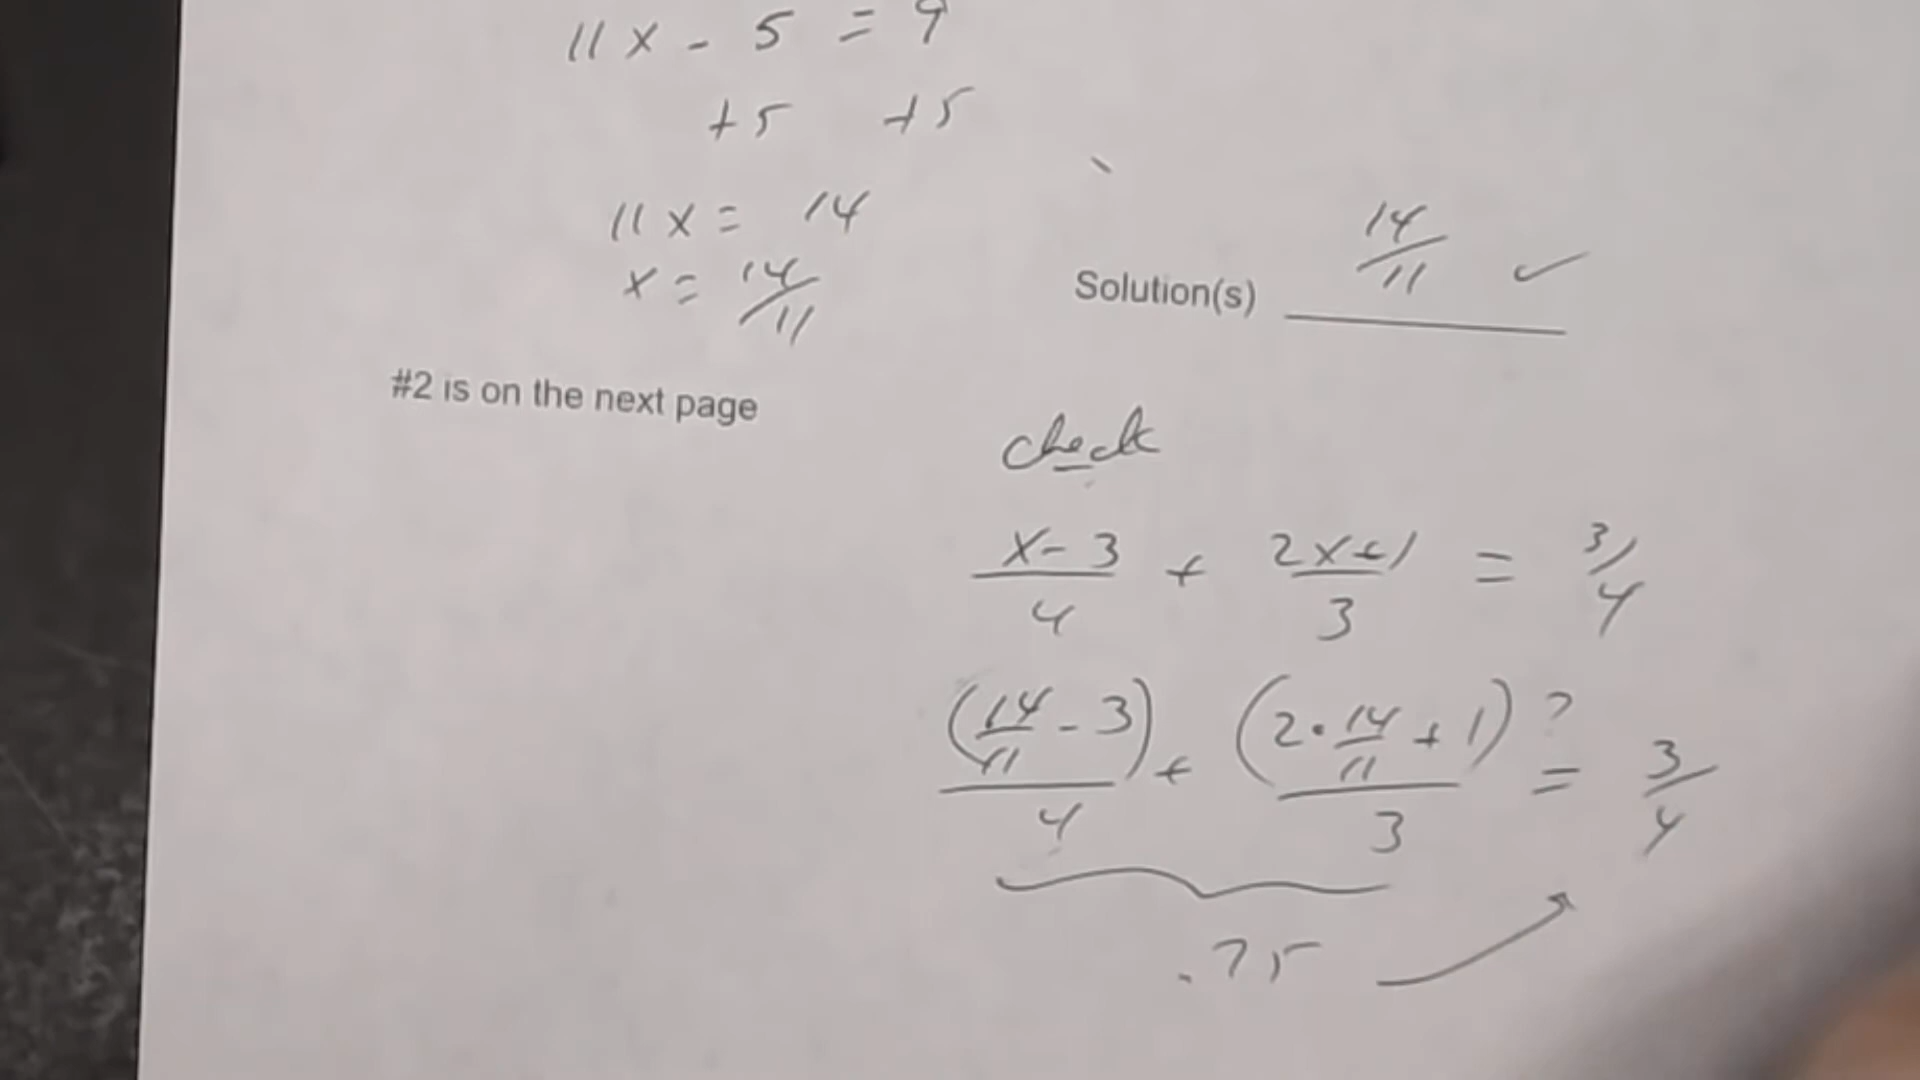 11x - 5 = 9
+5 +5
11x = 14
x = 14/11
Solution(s) 14/11 ✓
#2 is on the next page
check
(x-3)/4 + (2x+1)/3 = 3/4
(14/11 - 3)/4 + (2·14/11 + 1)/3 ?= 3/4
.75